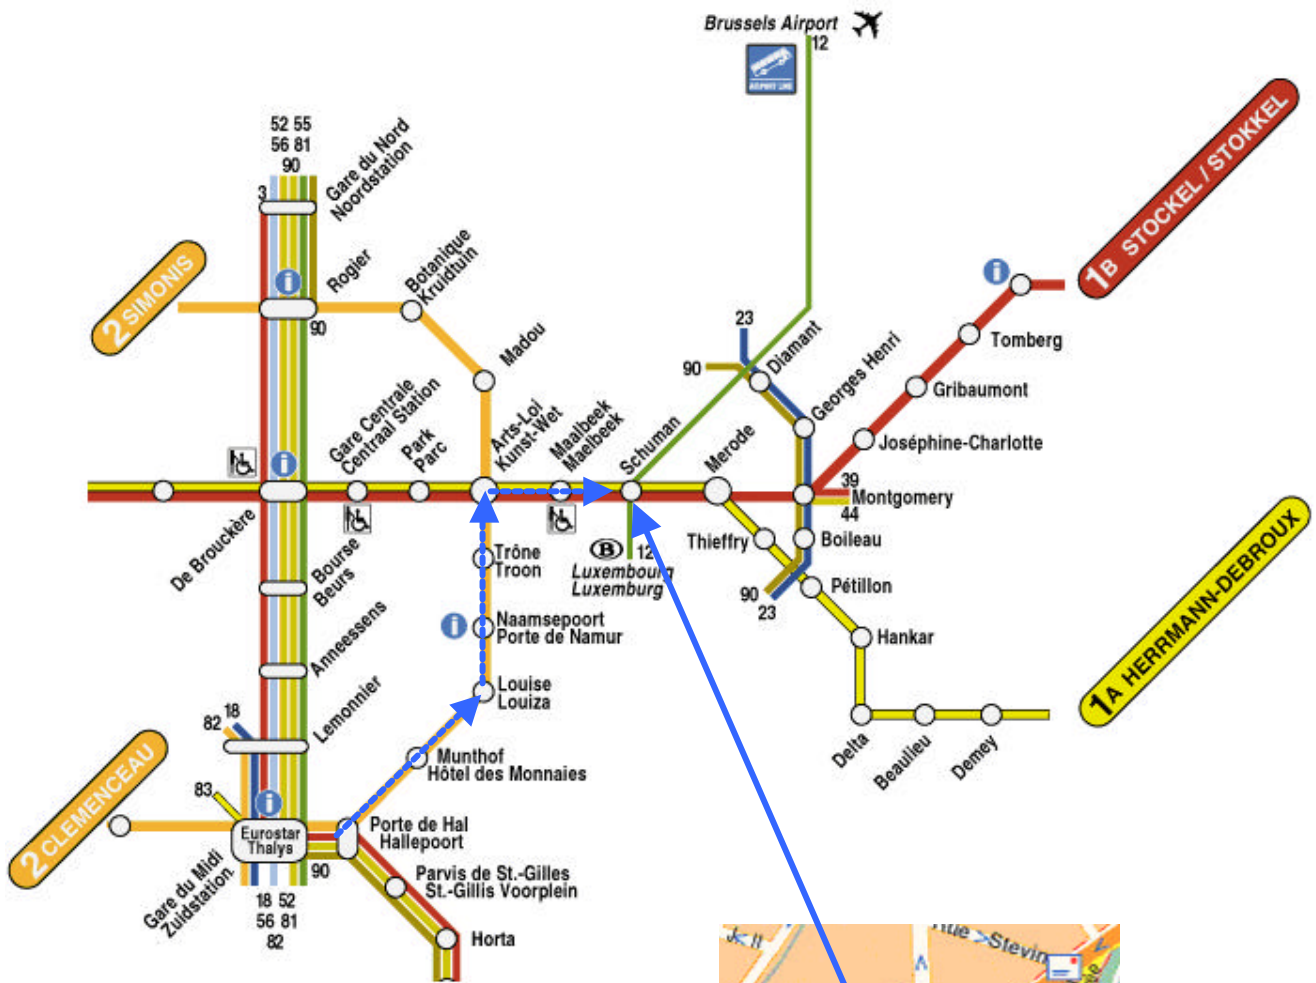 Brussels Airport
12
AIRPORT LINE
52 55
56 81
90
3
Gare du Nord
Noordstation
1B STOCKEL / STOKKEL
2 SIMONIS
i
Rogier
90
Botanique
Kruidtuin
Madou
i
Tomberg
Gribaumont
Joséphine-Charlotte
23
90
Diamant
Georges Henri
39
Montgomery
44
Gare Centrale
Centraal Station
Park
Parc
Arts-Loi
Kunst-Wet
Maalbeek
Maelbeek
Schuman
Merode
i
De Brouckère
Bourse
Beurs
Anneessens
Lemonnier
Trône
Troon
B
12
Luxembourg
Luxemburg
Thieffry
Boileau
Pétillon
90
23
Hankar
i
Naamsepoort
Porte de Namur
Louise
Louiza
1A HERRMANN-DEBROUX
Delta
Beaulieu
Demey
82
18
Munthof
Hôtel des Monnaies
2 CLEMENCEAU
83
i
Eurostar
Thalys
Porte de Hal
Hallepoort
Gare du Midi
Zuidstation
90
18 52
56 81
82
Parvis de St.-Gilles
St.-Gillis Voorplein
Horta
Rue Stevin